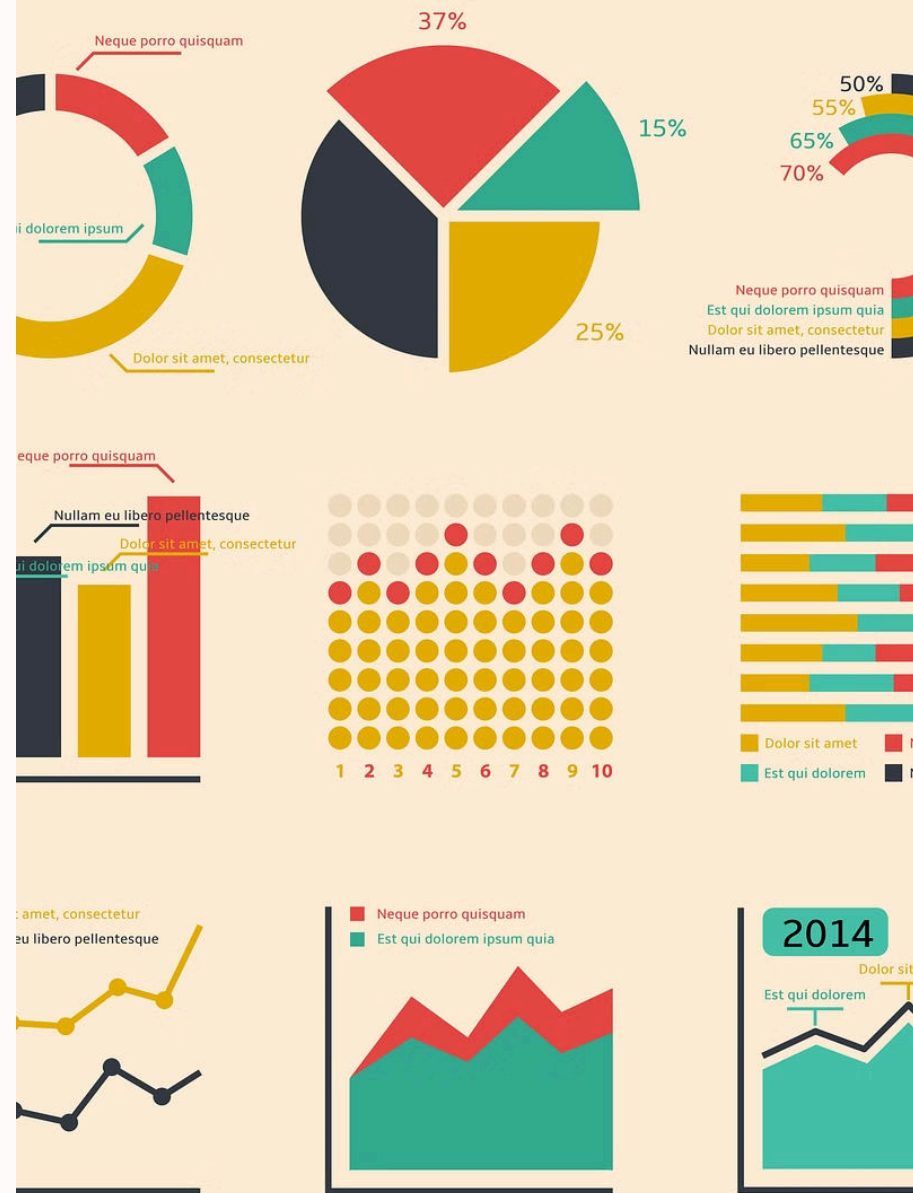 37%
Neque porro quisquam
50%
55%
15%
65%
70%
dolorem ipsum
Neque porro quisquam
Est qui dolorem ipsum quia
Dolor sit amet, consectetur
Nullam eu libero pellentesque
25%
Dolor sit amet, consectetur
porro quisquam
Nullam eu libero pellentesque
Dolor sit amet, consectetur
dolorem ipsum quia
1 2 3 4 5 6 7 8 9 10
Dolor sit amet
Est qui dolorem
amet, consectetur
eu libero pellentesque
Neque porro quisquam
Est qui dolorem ipsum quia
2014
Dolor sit
Est qui dolorem